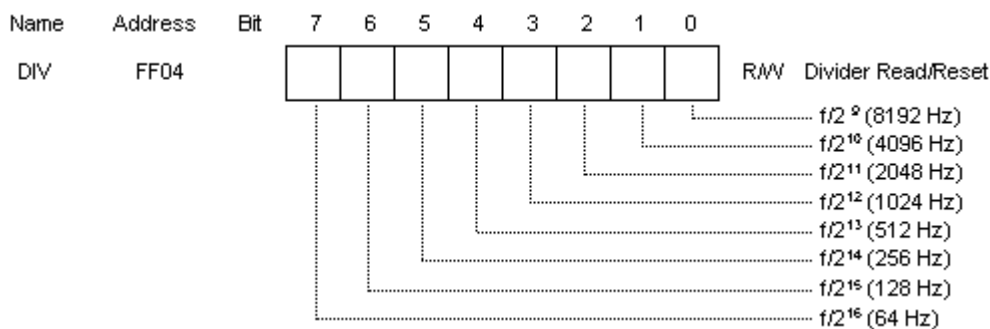 Name Address Bit 7 6 5 4 3 2 1 0
DIV FF04 R/W Divider Read/Reset
f/2⁹ (8192 Hz)
f/2¹⁰ (4096 Hz)
f/2¹¹ (2048 Hz)
f/2¹² (1024 Hz)
f/2¹³ (512 Hz)
f/2¹⁴ (256 Hz)
f/2¹⁵ (128 Hz)
f/2¹⁶ (64 Hz)